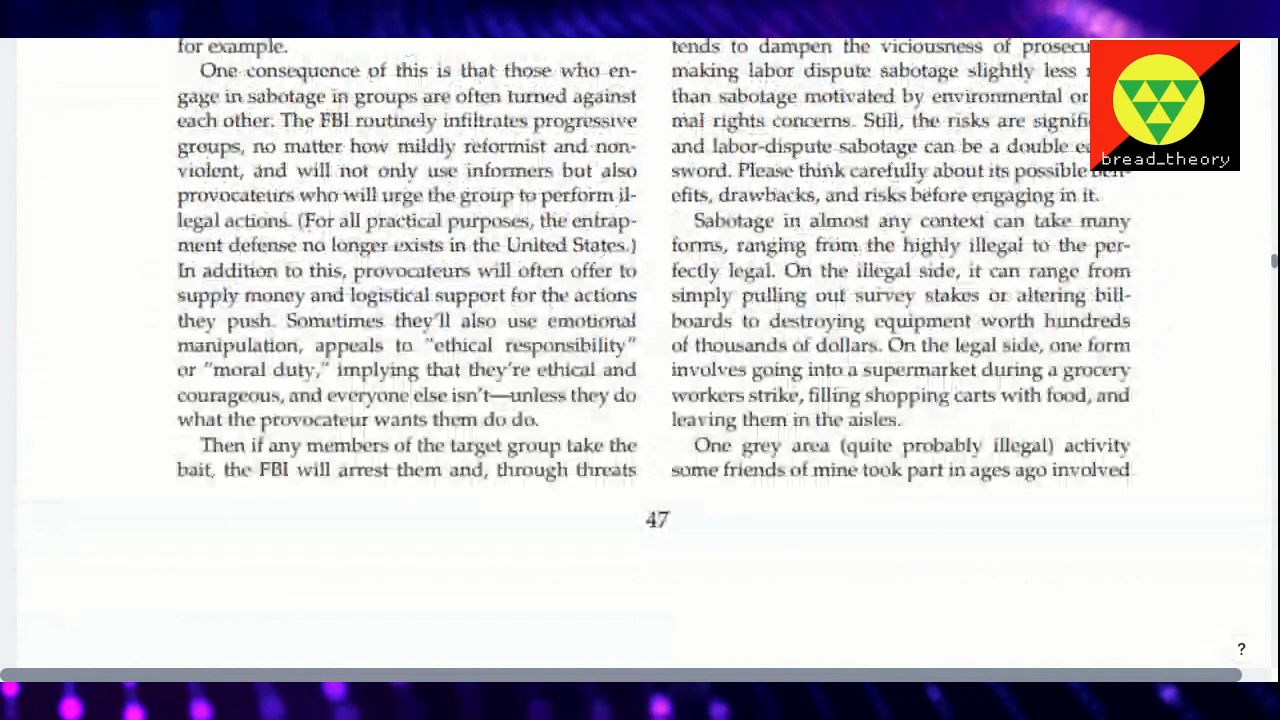 for example.
One consequence of this is that those who en-
gage in sabotage in groups are often turned against
each other. The FBI routinely infiltrates progressive
groups, no matter how mildly reformist and non-
violent, and will not only use informers but also
provocateurs who will urge the group to perform il-
legal actions. (For all practical purposes, the entrap-
ment defense no longer exists in the United States.)
In addition to this, provocateurs will often offer to
supply money and logistical support for the actions
they push. Sometimes they'll also use emotional
manipulation, appeals to "ethical responsibility"
or "moral duty," implying that they're ethical and
courageous, and everyone else isn't—unless they do
what the provocateur wants them do do.
Then if any members of the target group take the
bait, the FBI will arrest them and, through threats
tends to dampen the viciousness of
making labor dispute sabotage slightly less
than sabotage motivated by environmental or
mal rights concerns. Still, the risks are
and labor-dispute sabotage can be a double
sword. Please think carefully about its possible
efits, drawbacks, and risks before engaging in it.
Sabotage in almost any context can take many
forms, ranging from the highly illegal to the per-
fectly legal. On the illegal side, it can range from
simply pulling out survey stakes or altering bill-
boards to destroying equipment worth hundreds
of thousands of dollars. On the legal side, one form
involves going into a supermarket during a grocery
workers strike, filling shopping carts with food, and
leaving them in the aisles.
One grey area (quite probably illegal) activity
some friends of mine took part in ages ago involved
47
bread_theory
?